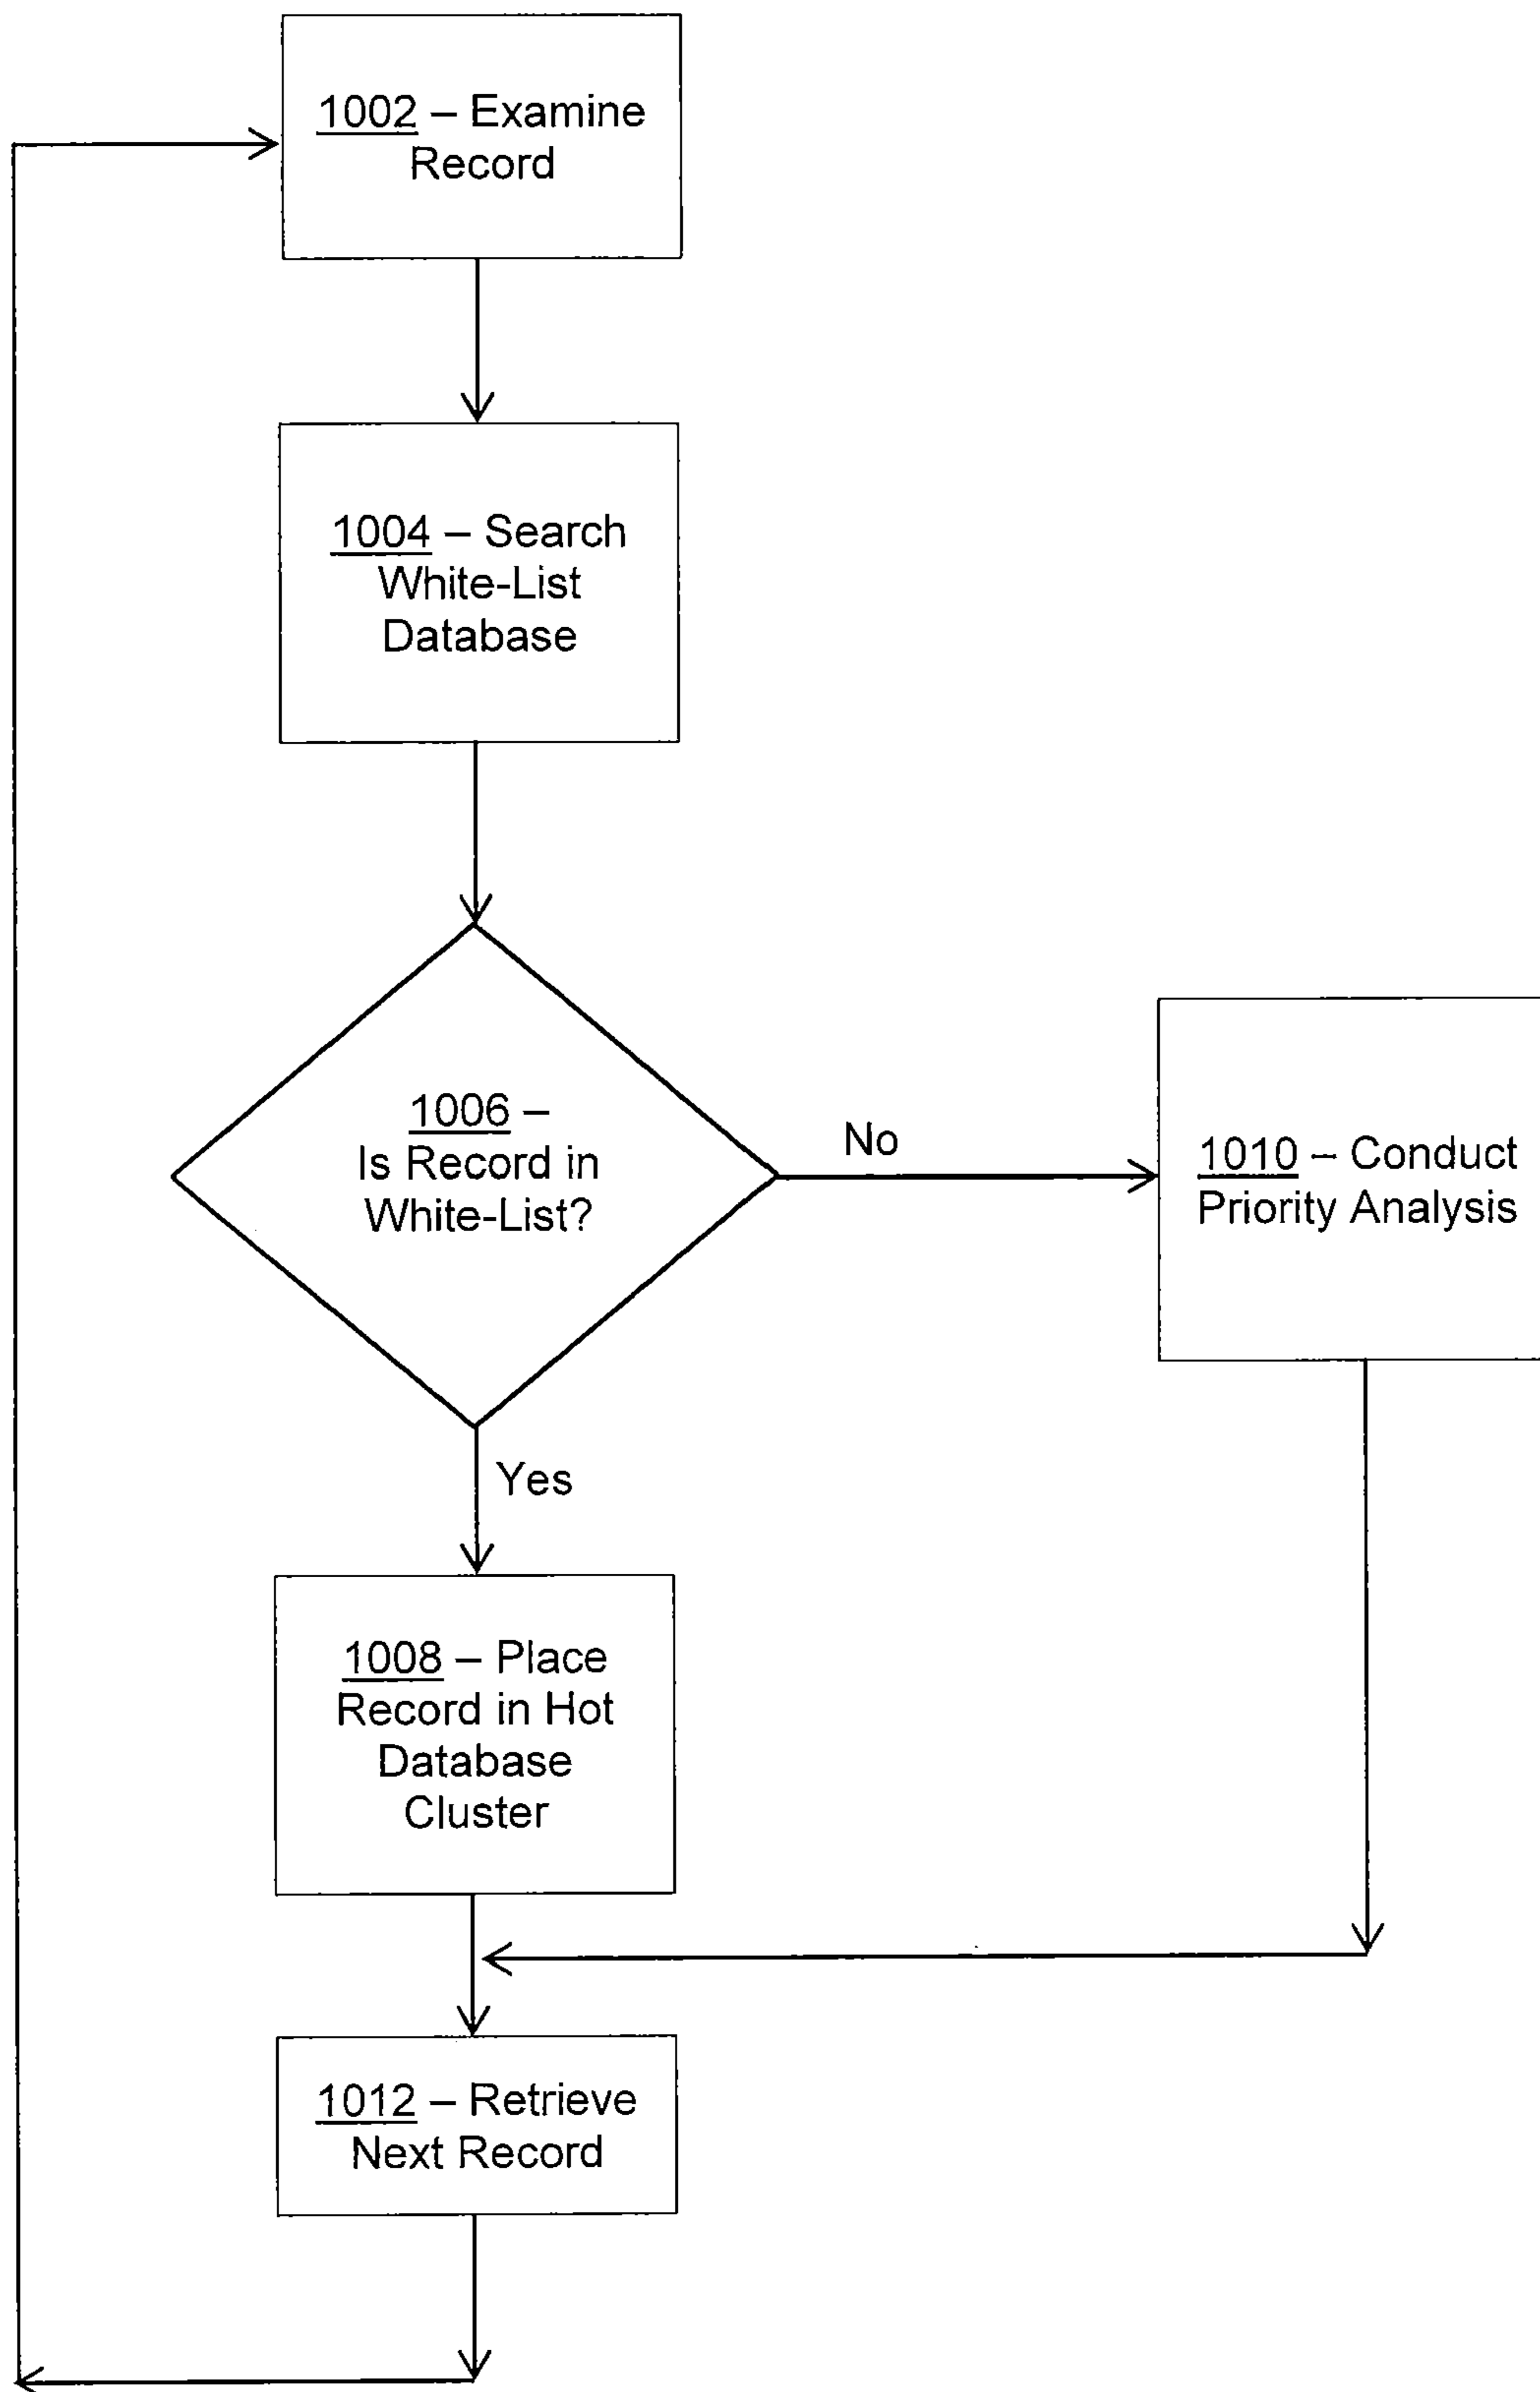 1002 – Examine
Record
1004 – Search
White-List
Database
1006 –
Is Record in
White-List?
No
1010 – Conduct
Priority Analysis
Yes
1008 – Place
Record in Hot
Database
Cluster
1012 – Retrieve
Next Record